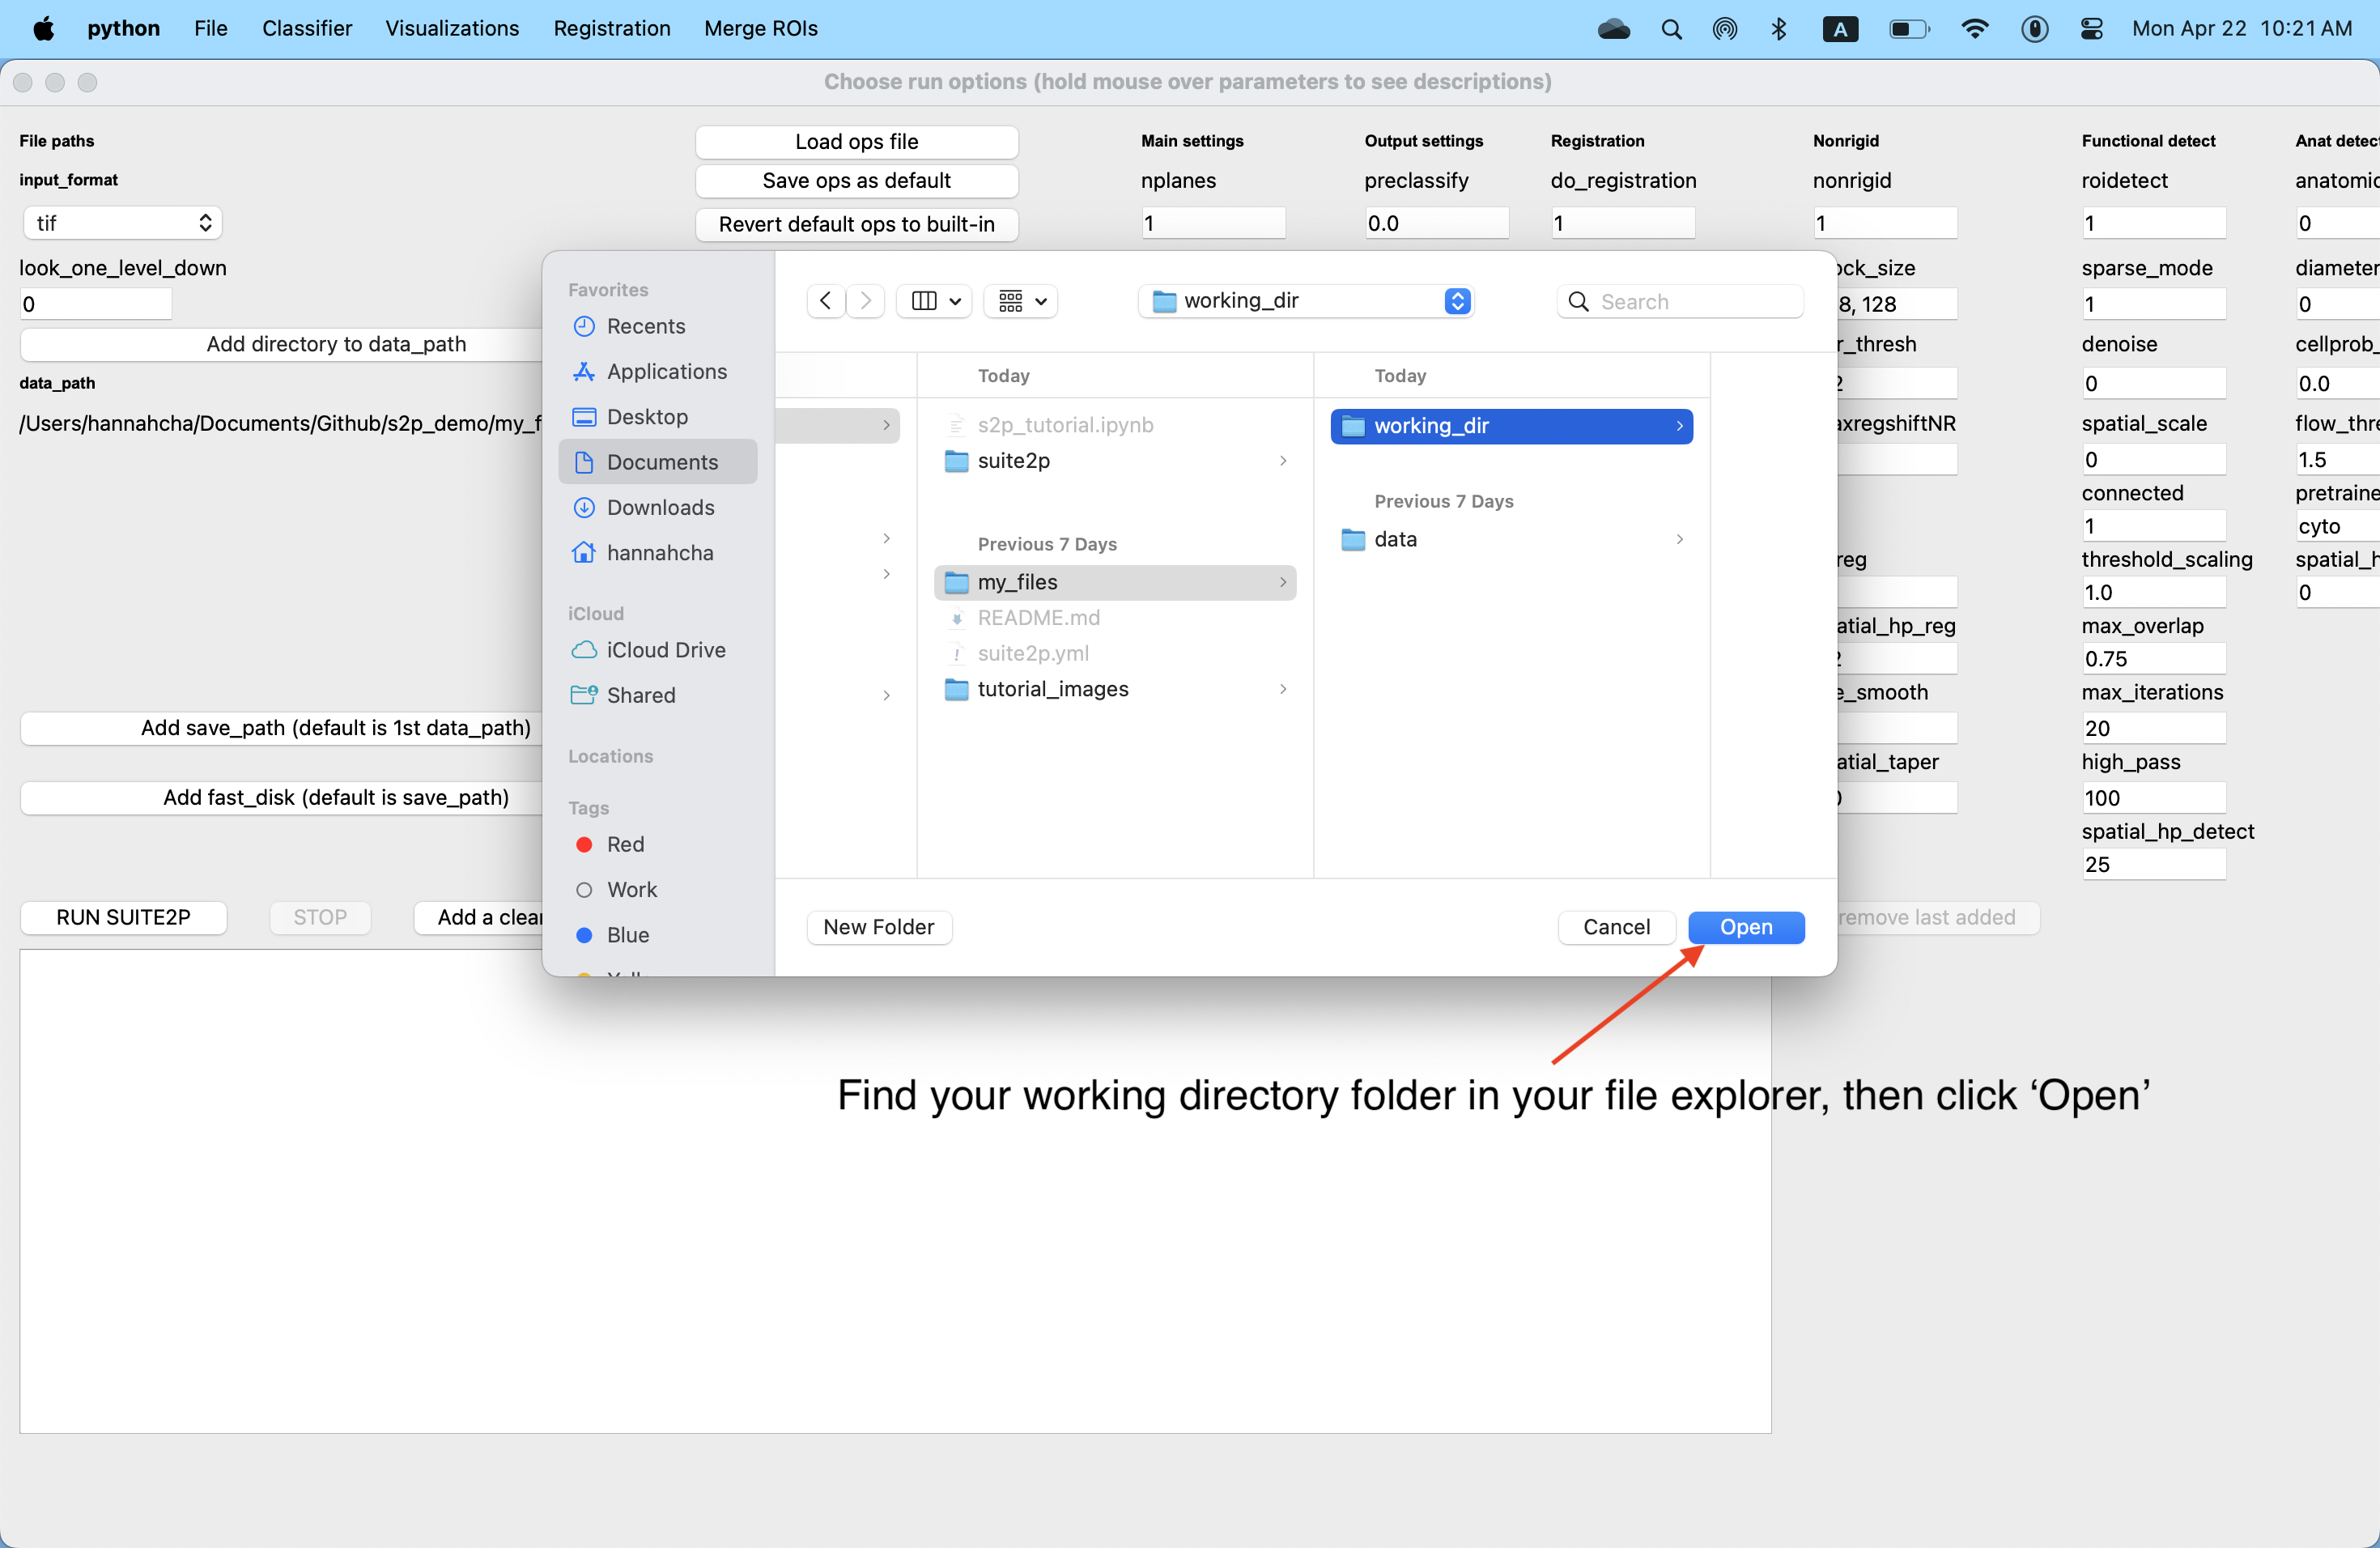 python File Classifier Visualizations Registration Merge ROIs A Mon Apr 22 10:21 AM
Choose run options (hold mouse over parameters to see descriptions)
File paths
input_format
tif
look_one_level_down
0
Add directory to data_path
data_path
/Users/hannahcha/Documents/Github/s2p_demo/my_f
Add save_path (default is 1st data_path)
Add fast_disk (default is save_path)
RUN SUITE2P
STOP
Add a clea
Load ops file
Save ops as default
Revert default ops to built-in
Main settings
nplanes
1
Output settings
preclassify
0.0
Registration
do_registration
1
Nonrigid
nonrigid
1
ock_size
8, 128
r_thresh
2
axregshiftNR
reg
atial_hp_reg
2
e_smooth
atial_taper
0
remove last added
Functional detect
roidetect
1
sparse_mode
1
denoise
0
spatial_scale
0
connected
1
threshold_scaling
1.0
max_overlap
0.75
max_iterations
20
high_pass
100
spatial_hp_detect
25
Anat detect
anatomic
0
diameter
0
cellprob_
0.0
flow_thre
1.5
pretraine
cyto
spatial_h
0
Favorites
Recents
Applications
Desktop
Documents
Downloads
hannahcha
iCloud
iCloud Drive
Shared
Locations
Tags
Red
Work
Blue
working_dir
Search
Today
s2p_tutorial.ipynb
suite2p
Previous 7 Days
my_files
README.md
suite2p.yml
tutorial_images
Today
working_dir
Previous 7 Days
data
New Folder
Cancel
Open
Find your working directory folder in your file explorer, then click ‘Open’